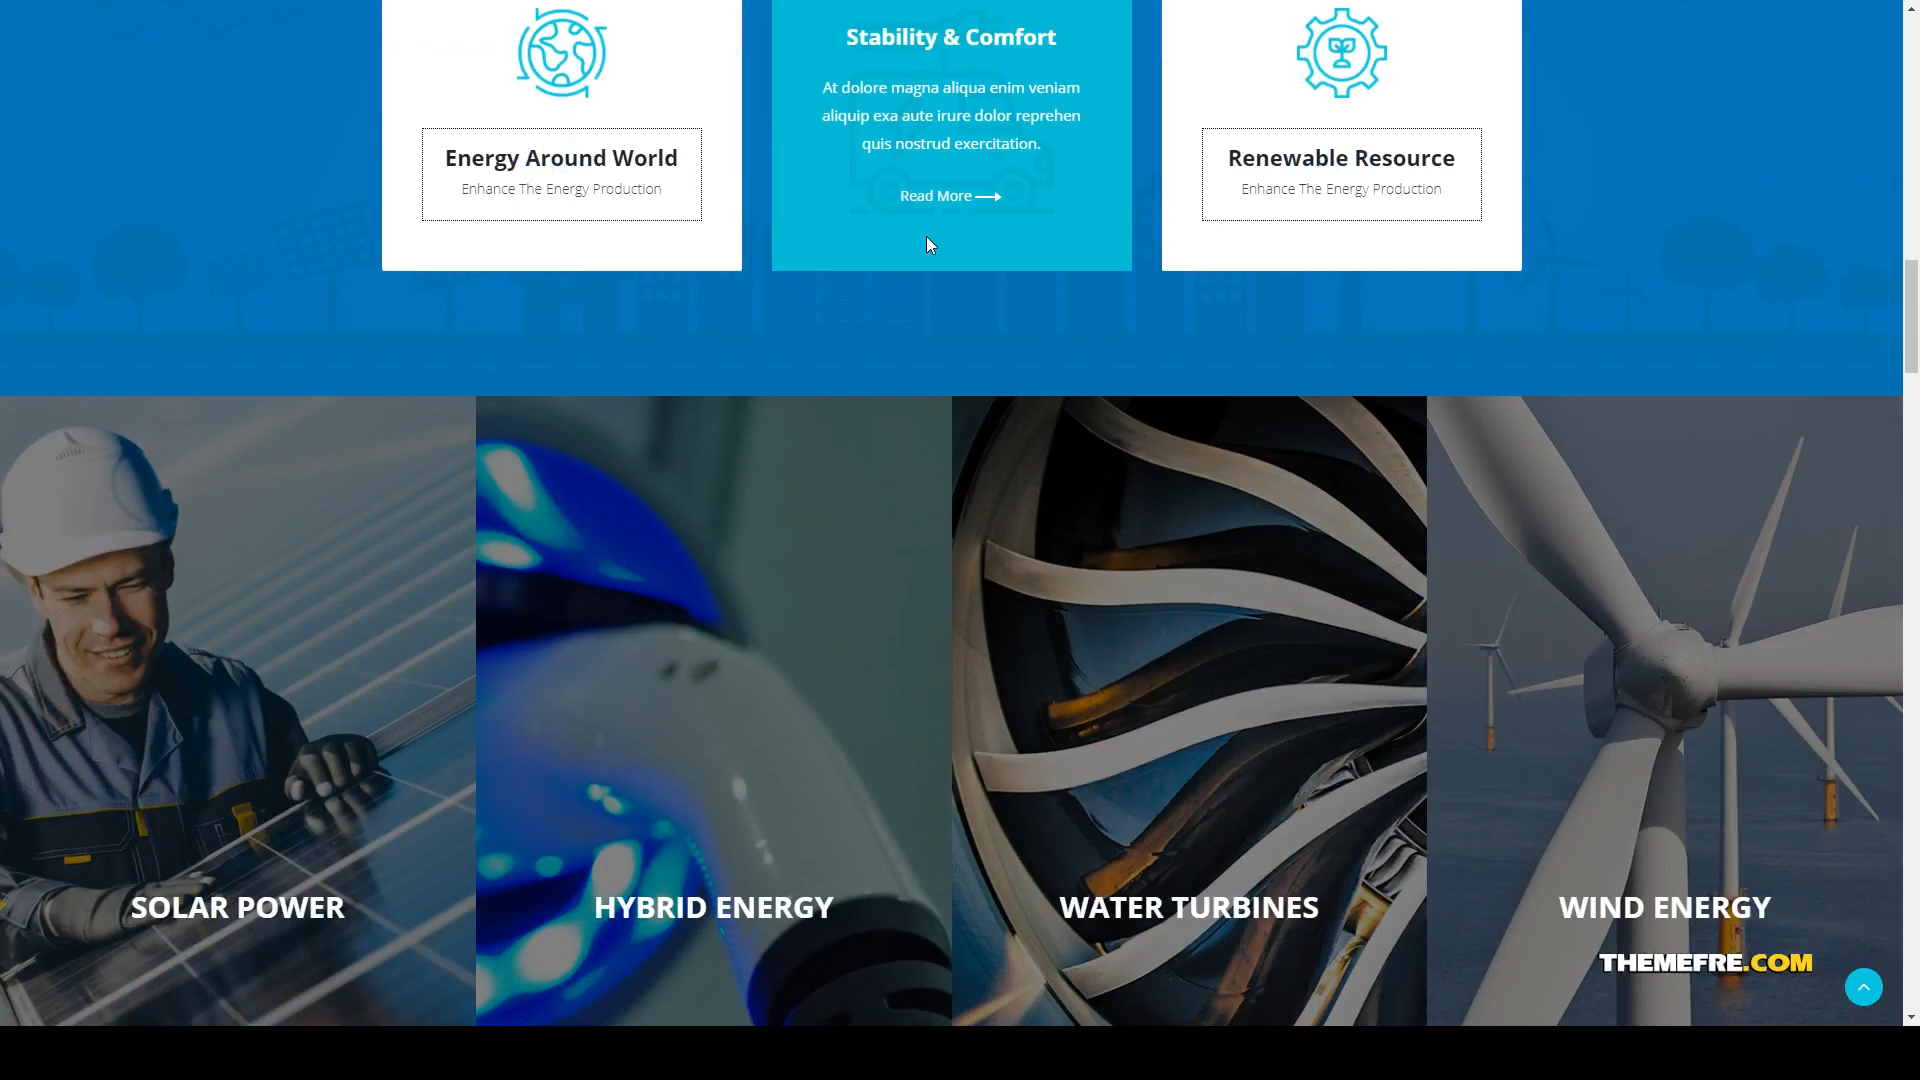 Energy Around World
Enhance The Energy Production
Stability & Comfort
At dolore magna aliqua enim veniam
aliquip exa aute irure dolor reprehen
quis nostrud exercitation.
Read More
Renewable Resource
Enhance The Energy Production
SOLAR POWER
HYBRID ENERGY
WATER TURBINES
WIND ENERGY
THEMEFRE.COM